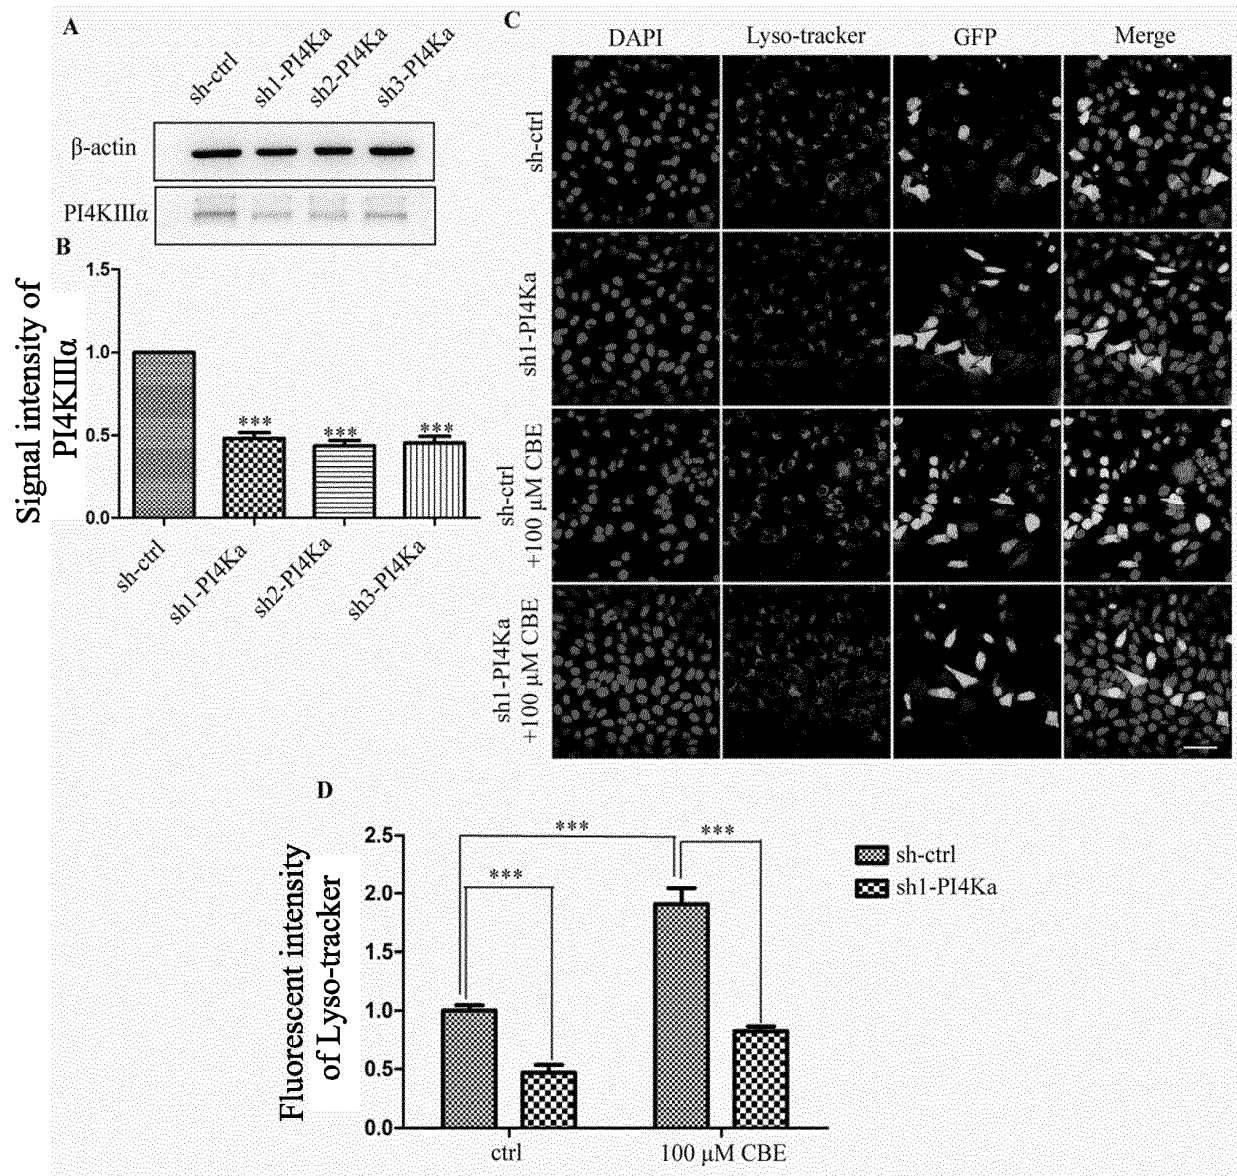 A
sh-ctrl
sh1-PI4Ka
sh2-PI4Ka
sh3-PI4Ka
β-actin
PI4KIIIα
B
Signal intensity of
PI4KIIIα
1.5
1.0
0.5
0.0
***
***
***
sh-ctrl
sh1-PI4Ka
sh2-PI4Ka
sh3-PI4Ka
C
DAPI
Lyso-tracker
GFP
Merge
sh-ctrl
sh1-PI4Ka
sh-ctrl
+100 μM CBE
sh1-PI4Ka
+100 μM CBE
D
Fluorescent intensity
of Lyso-tracker
2.5
2.0
1.5
1.0
0.5
0.0
***
***
***
ctrl
100 μM CBE
sh-ctrl
sh1-PI4Ka